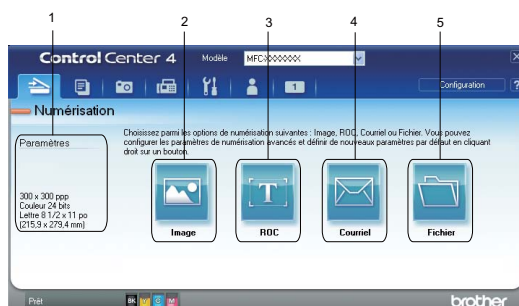 1 2 3 4 5
Control Center 4 Modèle MFCXXXXXXX
1 Configuration ?
Numérisation
Paramètres
Choisissez parmi les options de numérisation suivantes : Image, ROC, Courriel ou Fichier. Vous pouvez
configurer les paramètres de numérisation avancés et définir de nouveaux paramètres par défaut en cliquant
droit sur un bouton.
300 x 300 ppp
Couleur 24 bits
Lettre 8 1/2 x 11 po
(215,9 x 279,4 mm)
T
Image ROC Courriel Fichier
Prêt BK Y C M brother